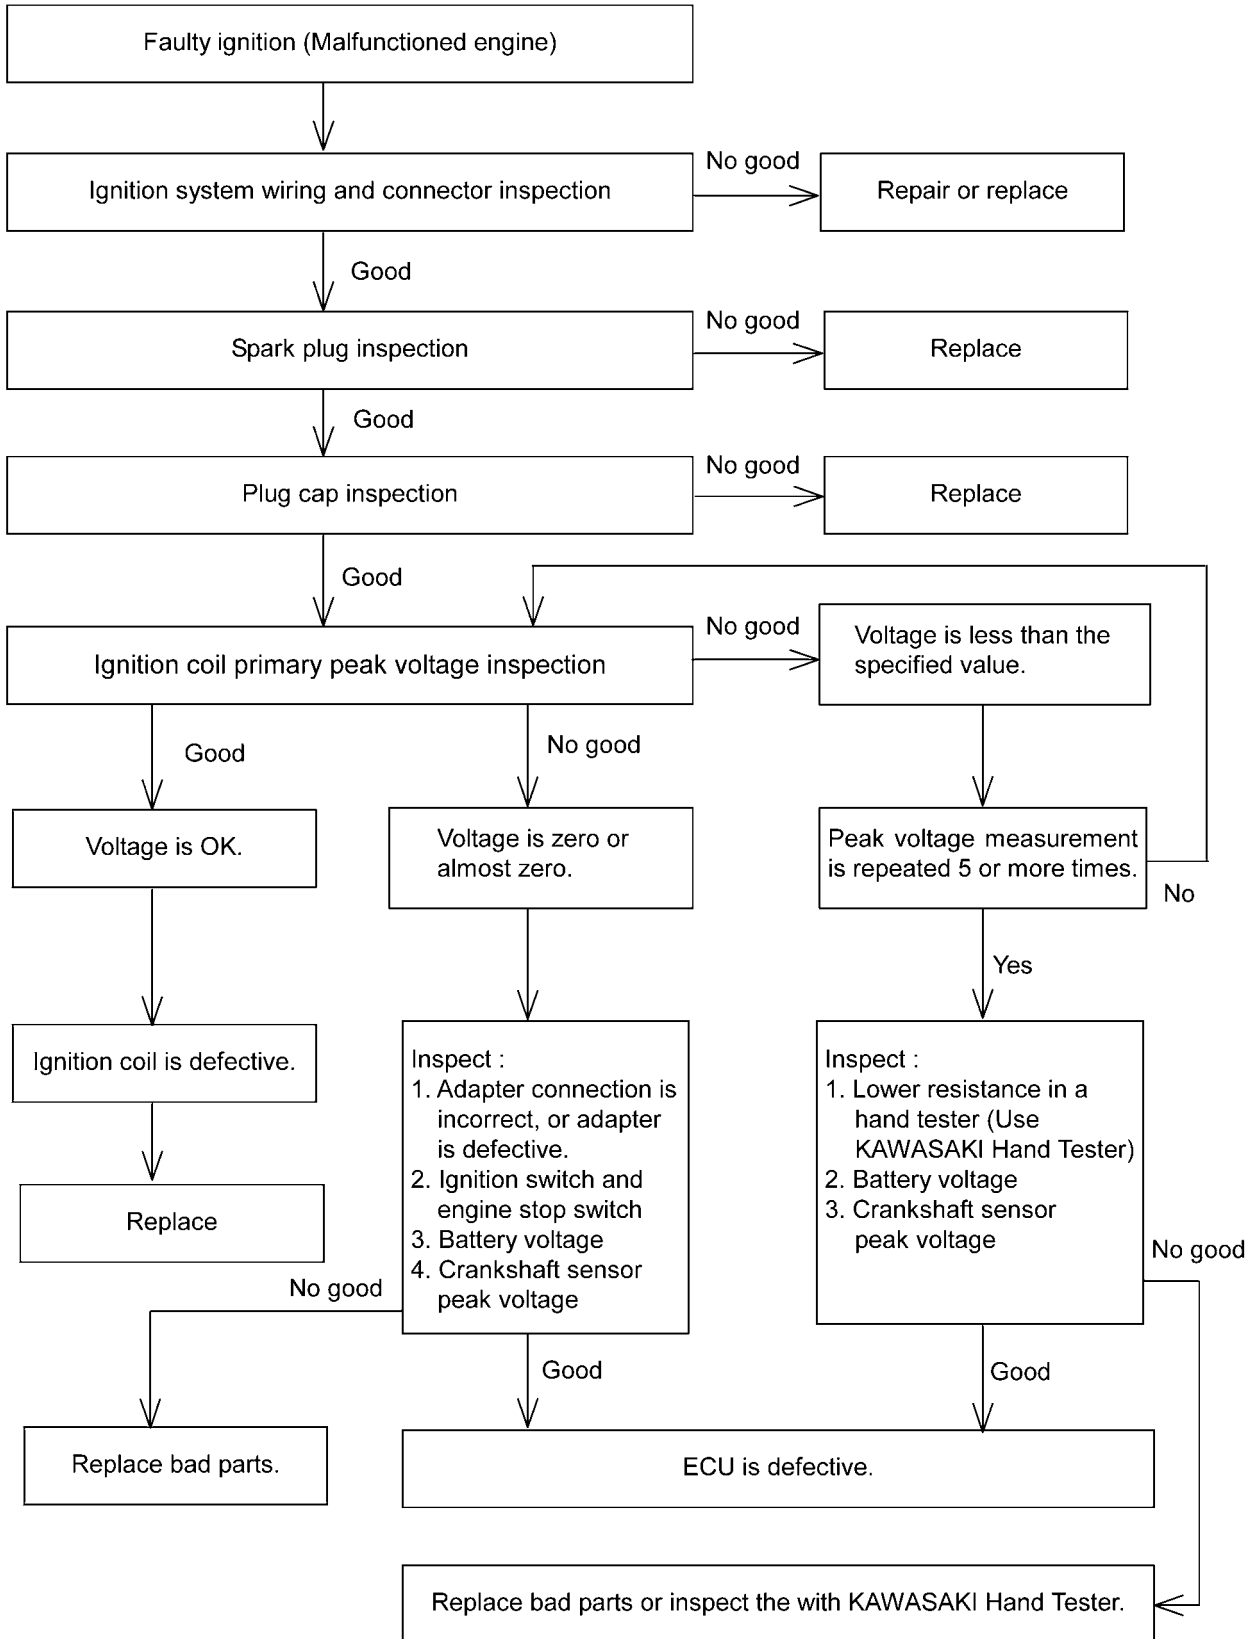 Faulty ignition (Malfunctioned engine)
No good
Ignition system wiring and connector inspection
Repair or replace
Good
No good
Spark plug inspection
Replace
Good
No good
Plug cap inspection
Replace
Good
No good
Ignition coil primary peak voltage inspection
Voltage is less than the
specified value.
Good
No good
Voltage is OK.
Voltage is zero or
almost zero.
Peak voltage measurement
is repeated 5 or more times.
No
Yes
Ignition coil is defective.
Replace
Inspect :
1. Adapter connection is
incorrect, or adapter
is defective.
2. Ignition switch and
engine stop switch
3. Battery voltage
4. Crankshaft sensor
peak voltage
Inspect :
1. Lower resistance in a
hand tester (Use
KAWASAKI Hand Tester)
2. Battery voltage
3. Crankshaft sensor
peak voltage
No good
No good
Good
Good
Replace bad parts.
ECU is defective.
Replace bad parts or inspect the with KAWASAKI Hand Tester.